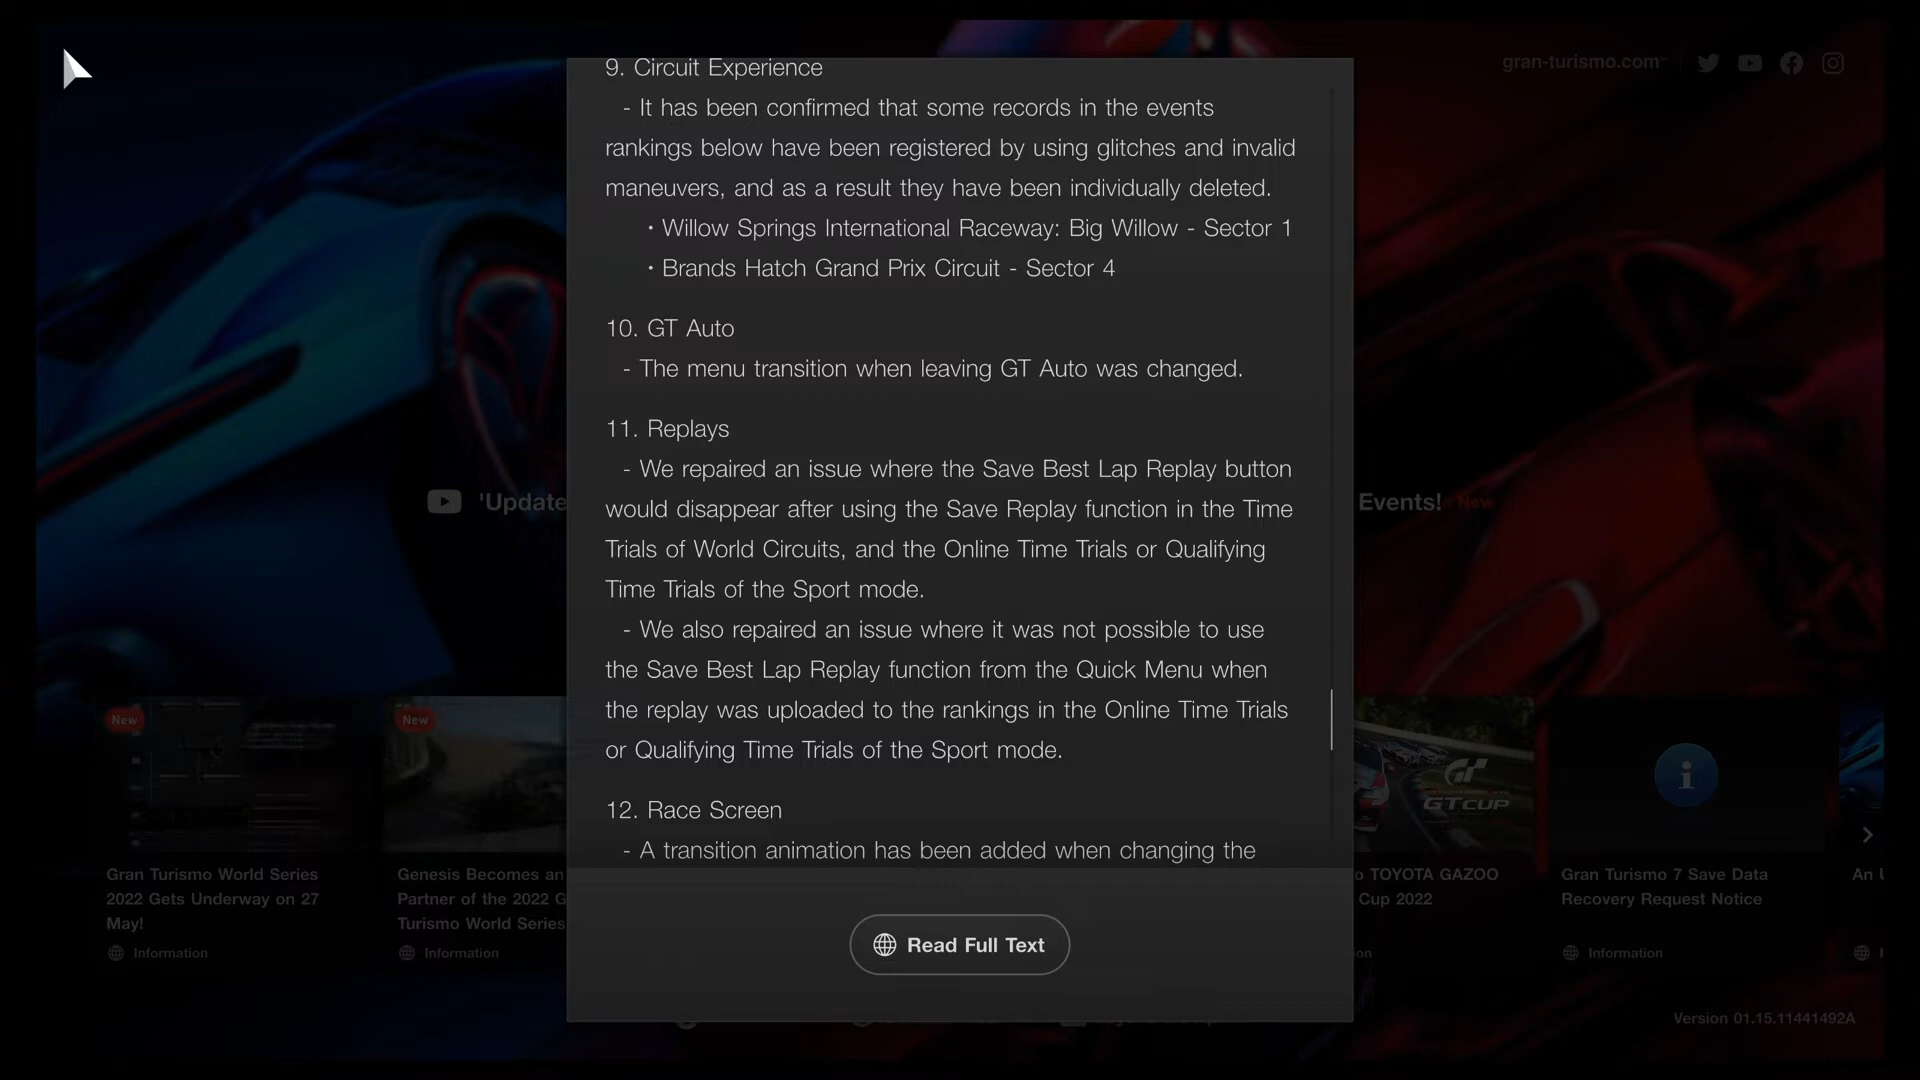 gran-turismo.com
9. Circuit Experience
- It has been confirmed that some records in the events
rankings below have been registered by using glitches and invalid
maneuvers, and as a result they have been individually deleted.
・Willow Springs International Raceway: Big Willow - Sector 1
・Brands Hatch Grand Prix Circuit - Sector 4
10. GT Auto
- The menu transition when leaving GT Auto was changed.
11. Replays
- We repaired an issue where the Save Best Lap Replay button
would disappear after using the Save Replay function in the Time
Trials of World Circuits, and the Online Time Trials or Qualifying
Time Trials of the Sport mode.
- We also repaired an issue where it was not possible to use
the Save Best Lap Replay function from the Quick Menu when
the replay was uploaded to the rankings in the Online Time Trials
or Qualifying Time Trials of the Sport mode.
12. Race Screen
- A transition animation has been added when changing the
Read Full Text
'Update
Events! New
New
Gran Turismo World Series
2022 Gets Underway on 27
May!
Information
New
Genesis Becomes an
Partner of the 2022 G
Turismo World Series
Information
GT CUP
o TOYOTA GAZOO
Cup 2022
on
Gran Turismo 7 Save Data
Recovery Request Notice
Information
An
Version 01.15.11441492A